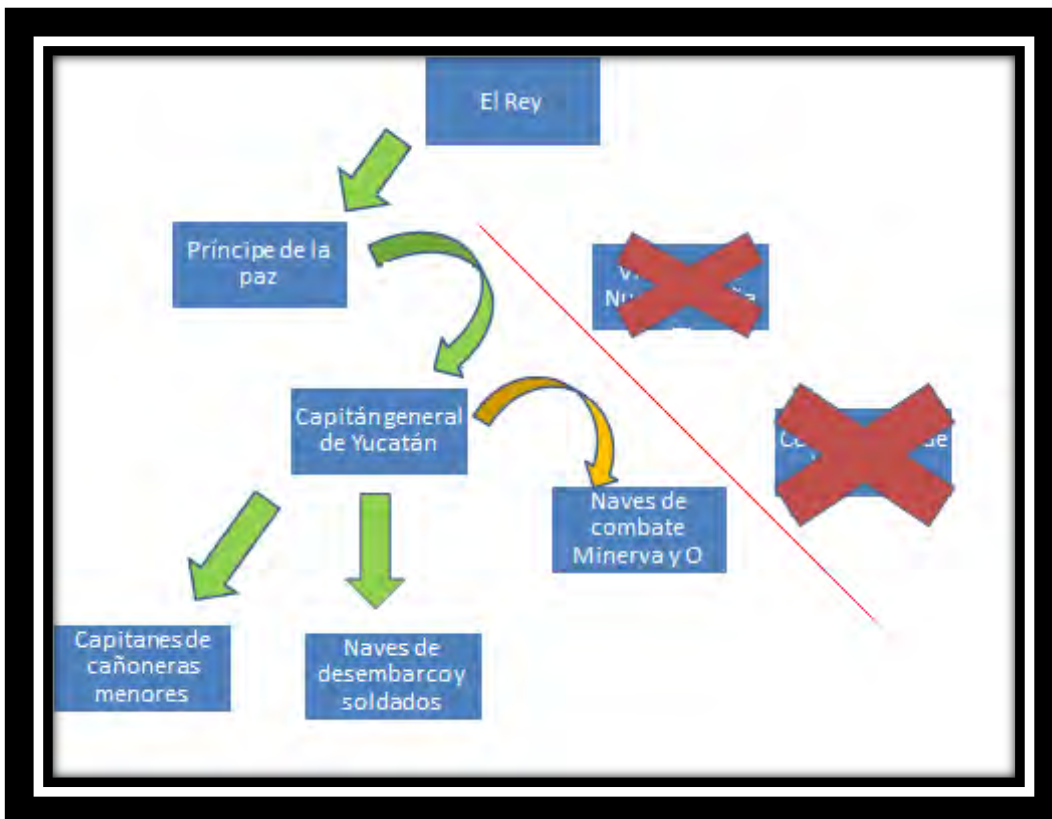 El Rey
Príncipe de la
paz
Capitán general
de Yucatán
Naves de
combate
Minerva y O
Capitanes de
cañoneras
menores
Naves de
desembarco y
soldados